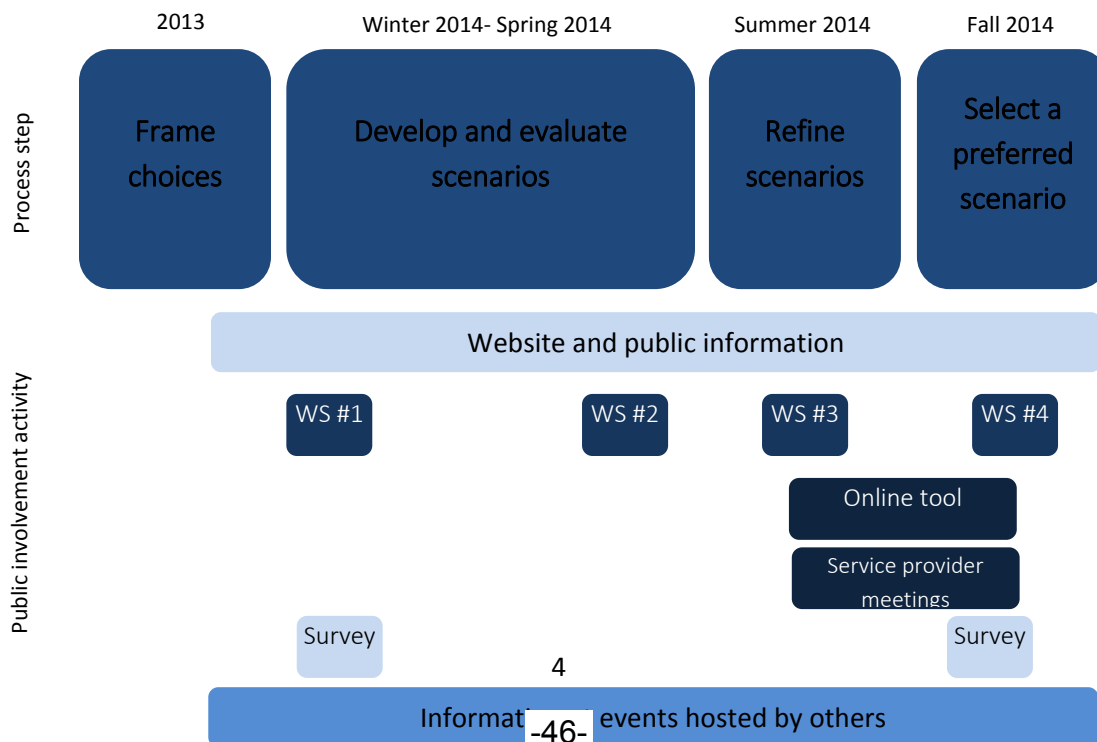 2013
Winter 2014- Spring 2014
Summer 2014
Fall 2014
Process step
Frame
choices
Develop and evaluate
scenarios
Refine
scenarios
Select a
preferred
scenario
Public involvement activity
Website and public information
WS #1
WS #2
WS #3
WS #4
Online tool
Service provider
meetings
Survey
Survey
4
events hosted by others
-46-